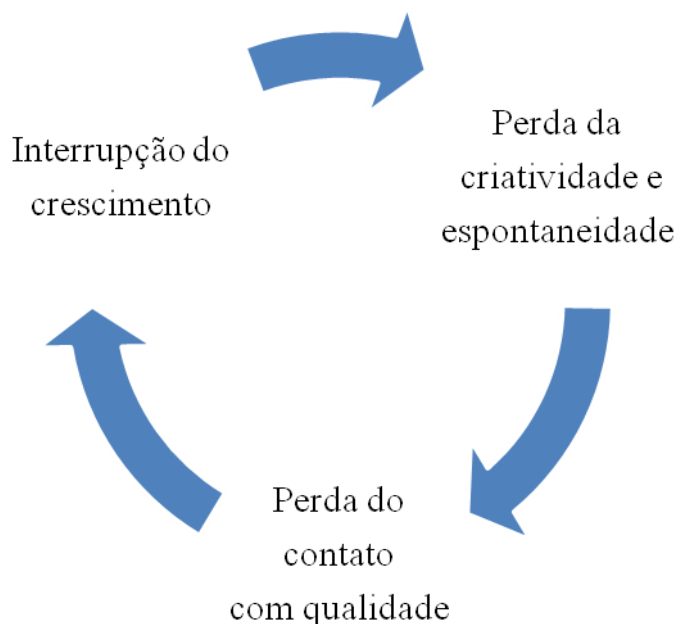 Interrupção do
crescimento
Perda da
criatividade e
espontaneidade
Perda do
contato
com qualidade